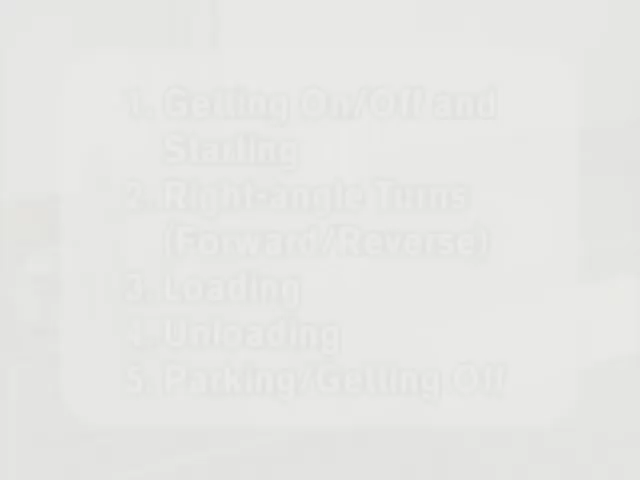 1. Getting On/Off and
Starting
2. Right-angle Turns
(Forward/Reverse)
3. Loading
4. Unloading
5. Parking/Getting Off